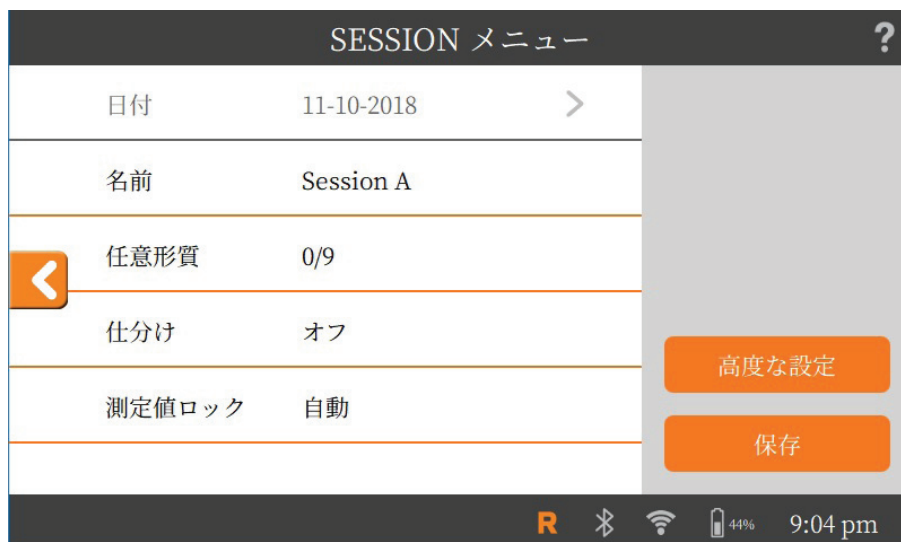 SESSION メニュー
?
日付 11-10-2018
名前 Session A
任意形質 0/9
仕分け オフ
測定値ロック 自動
高度な設定
保存
R 44% 9:04 pm